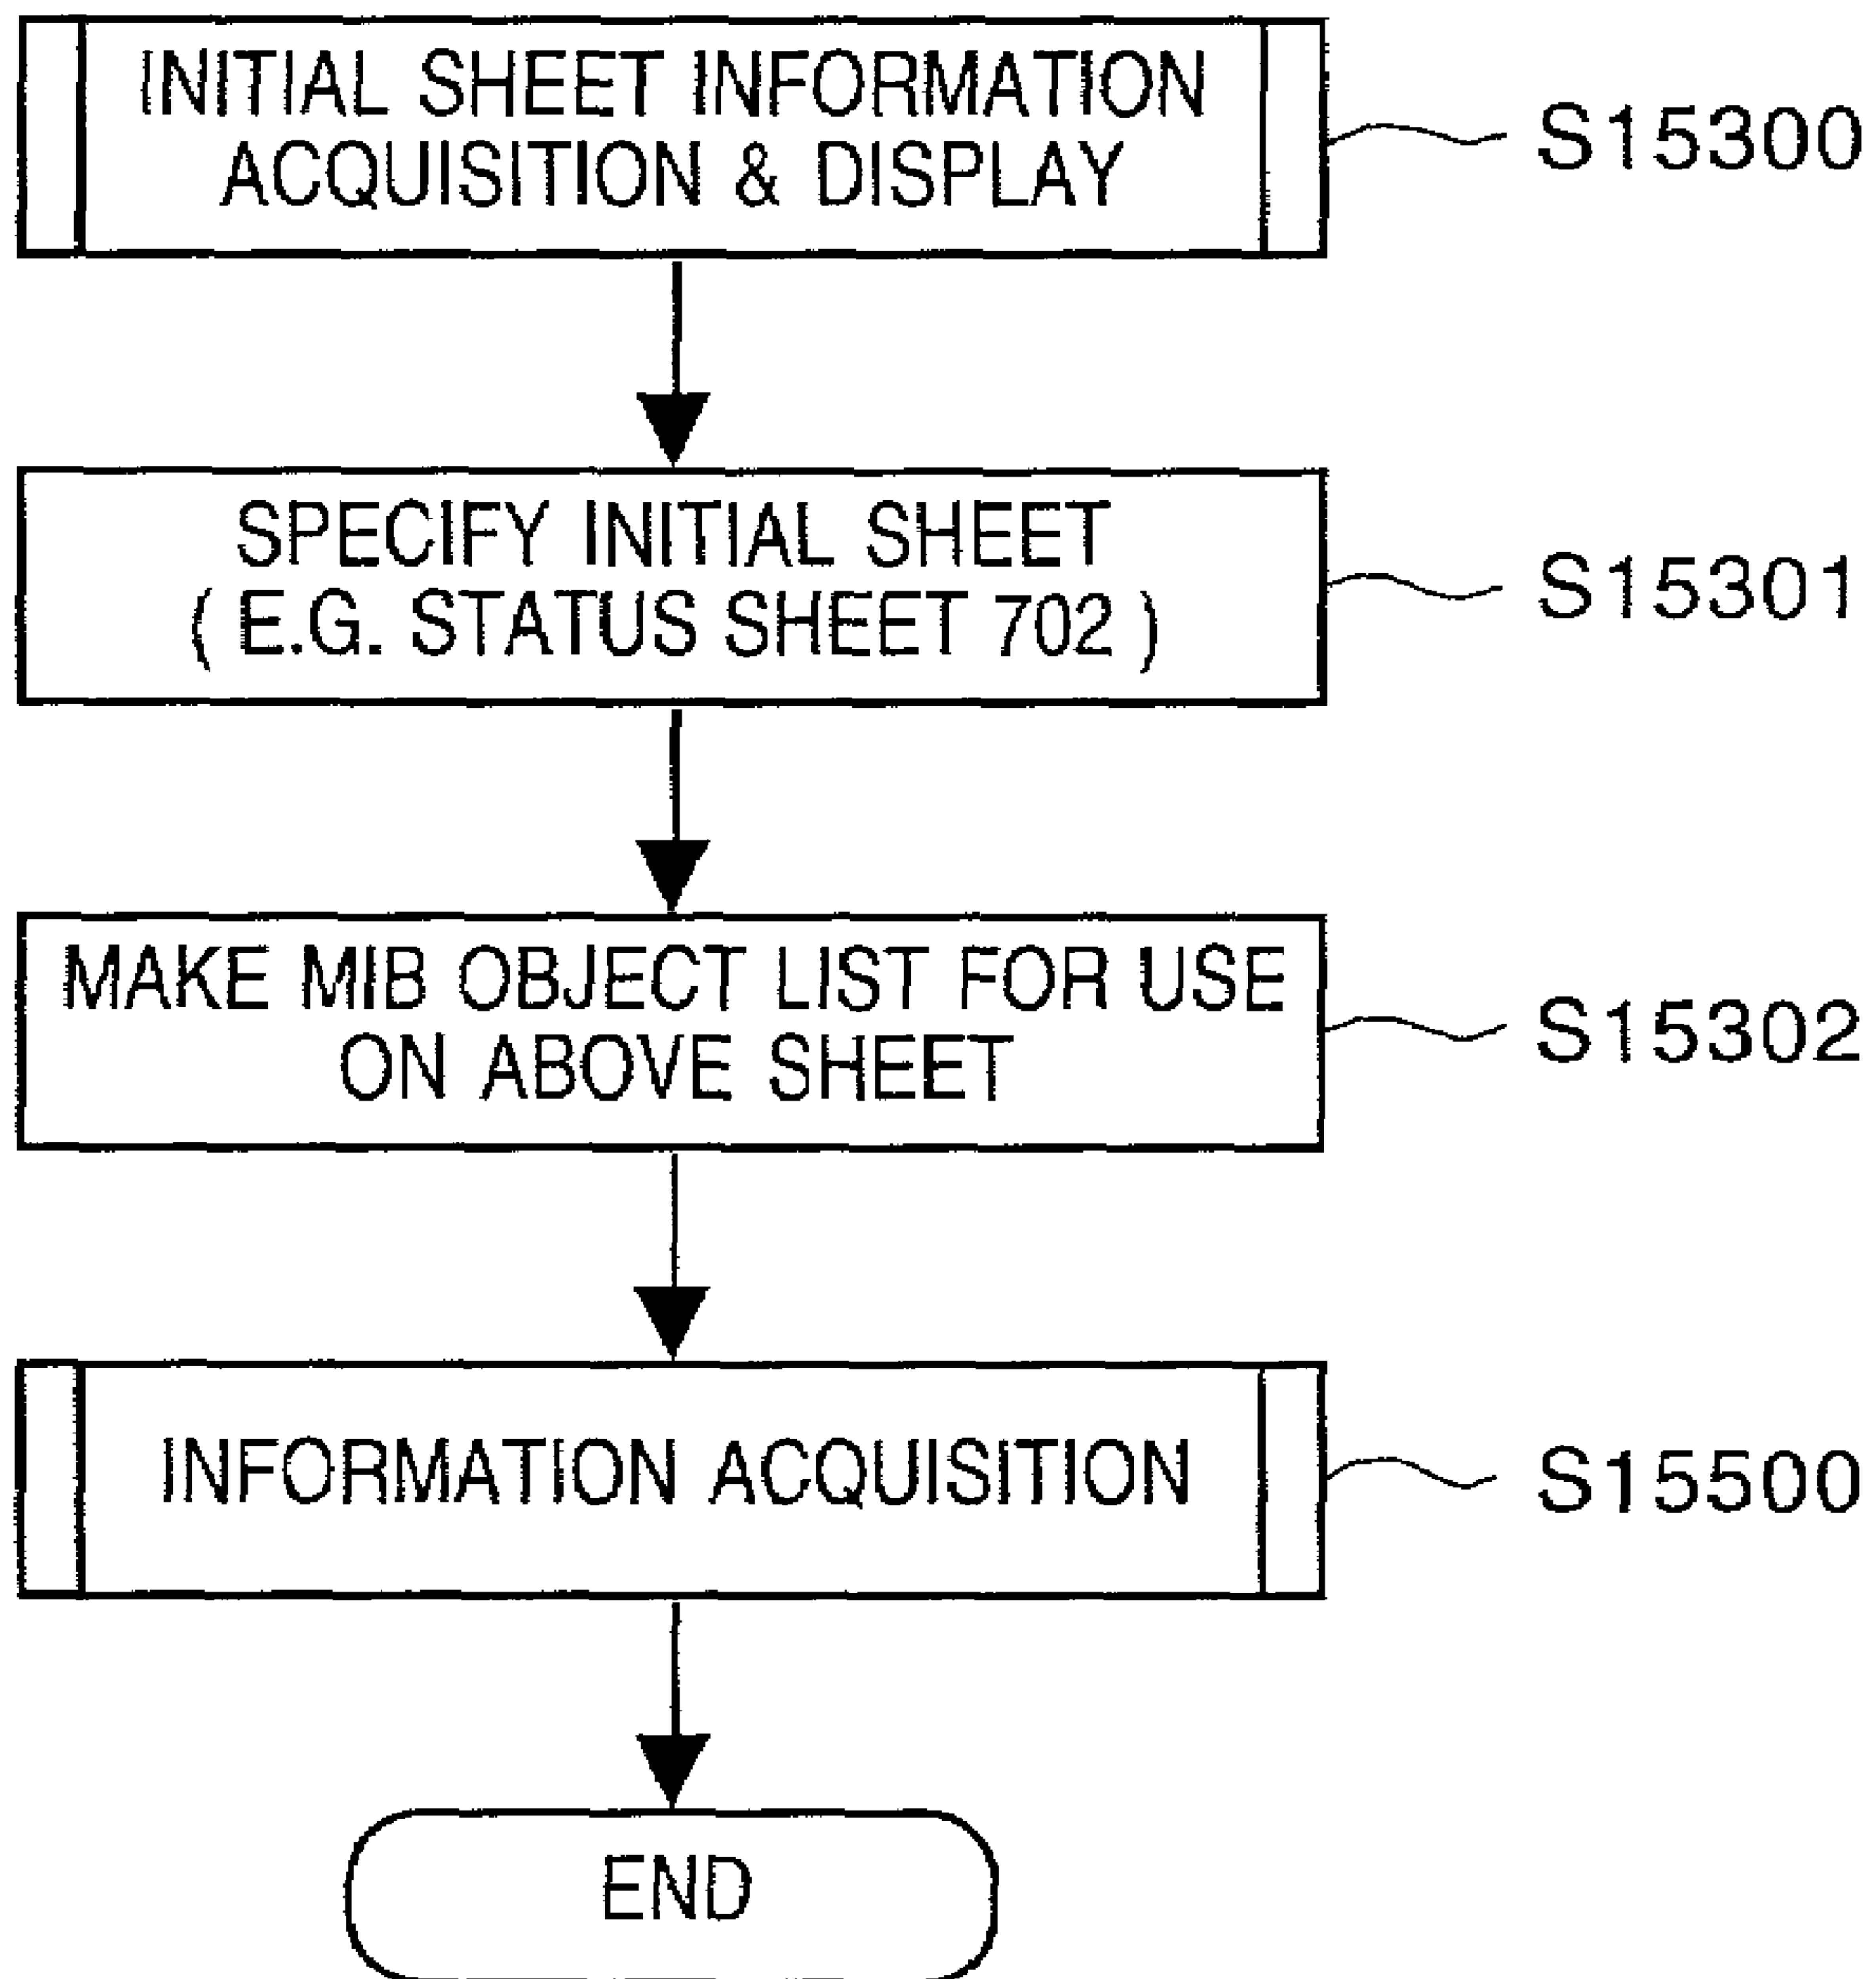 INITIAL SHEET INFORMATION
ACQUISITION & DISPLAY
S15300
SPECIFY INITIAL SHEET
( E.G. STATUS SHEET 702 )
S15301
MAKE MIB OBJECT LIST FOR USE
ON ABOVE SHEET
S15302
INFORMATION ACQUISITION
S15500
END